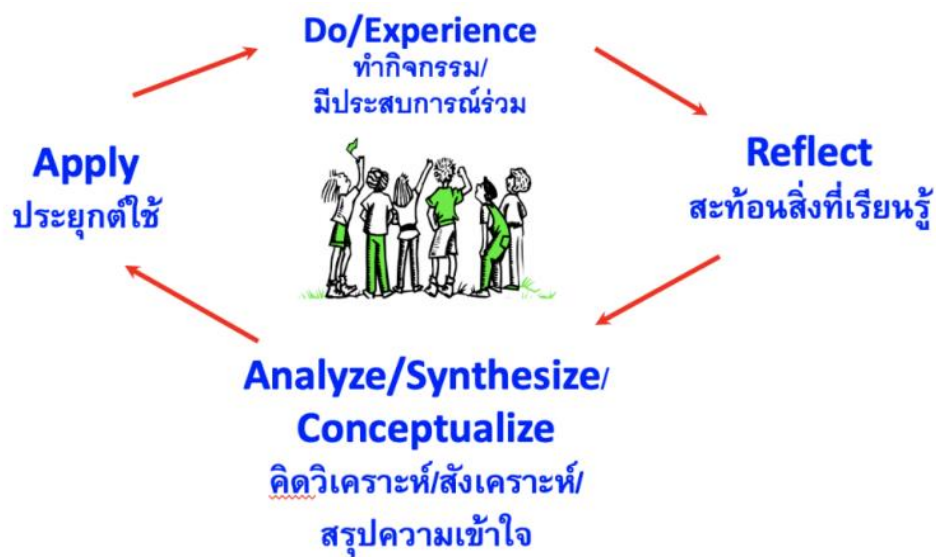 Do/Experience
ทำกิจกรรม/
มีประสบการณ์ร่วม
Reflect
สะท้อนสิ่งที่เรียนรู้
Analyze/Synthesize/
Conceptualize
คิดวิเคราะห์/สังเคราะห์/
สรุปความเข้าใจ
Apply
ประยุกต์ใช้